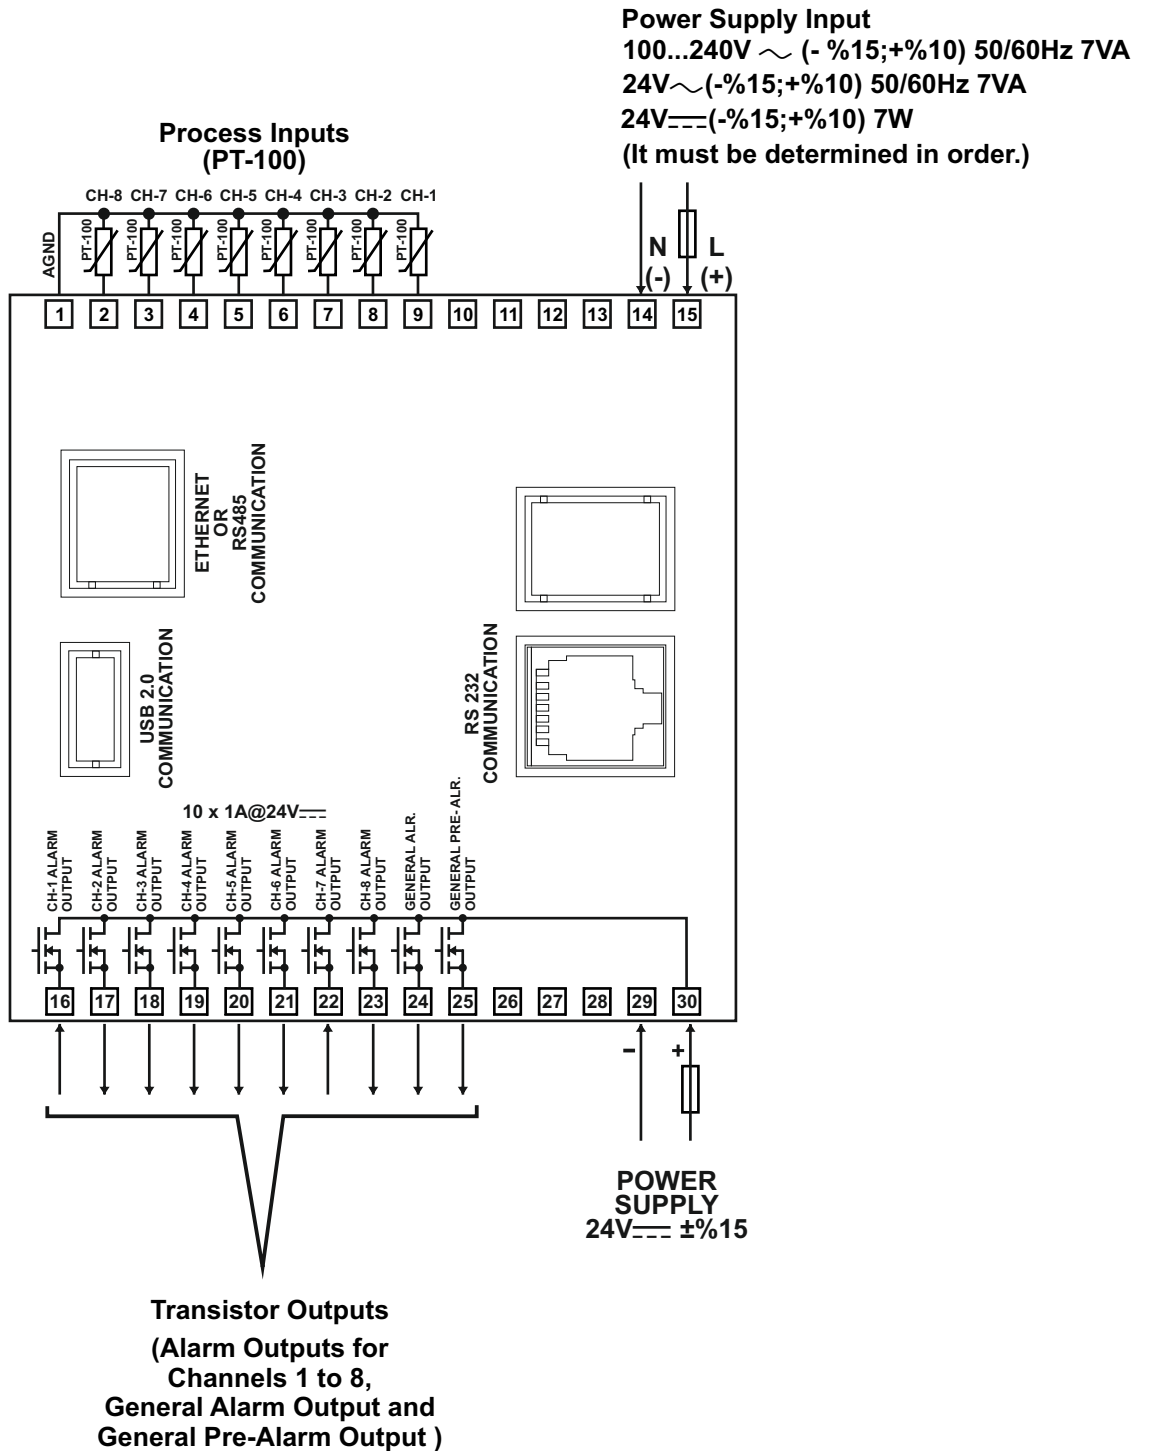 Power Supply Input
100...240V ～ (- %15;+%10) 50/60Hz 7VA
24V～(-%15;+%10) 50/60Hz 7VA
24V⎓(-%15;+%10) 7W
(It must be determined in order.)
Process Inputs
(PT-100)
CH-8 CH-7 CH-6 CH-5 CH-4 CH-3 CH-2 CH-1
AGND
PT-100 PT-100 PT-100 PT-100 PT-100 PT-100 PT-100 PT-100
N L
(-) (+)
1 2 3 4 5 6 7 8 9 10 11 12 13 14 15
ETHERNET
OR
RS485
COMMUNICATION
USB 2.0
COMMUNICATION
RS 232
COMMUNICATION
10 x 1A@24V⎓
CH-1 ALARM
OUTPUT
CH-2 ALARM
OUTPUT
CH-3 ALARM
OUTPUT
CH-4 ALARM
OUTPUT
CH-5 ALARM
OUTPUT
CH-6 ALARM
OUTPUT
CH-7 ALARM
OUTPUT
CH-8 ALARM
OUTPUT
GENERAL ALR.
OUTPUT
GENERAL PRE- ALR.
OUTPUT
16 17 18 19 20 21 22 23 24 25 26 27 28 29 30
- +
POWER
SUPPLY
24V⎓ ±%15
Transistor Outputs
(Alarm Outputs for
Channels 1 to 8,
General Alarm Output and
General Pre-Alarm Output )